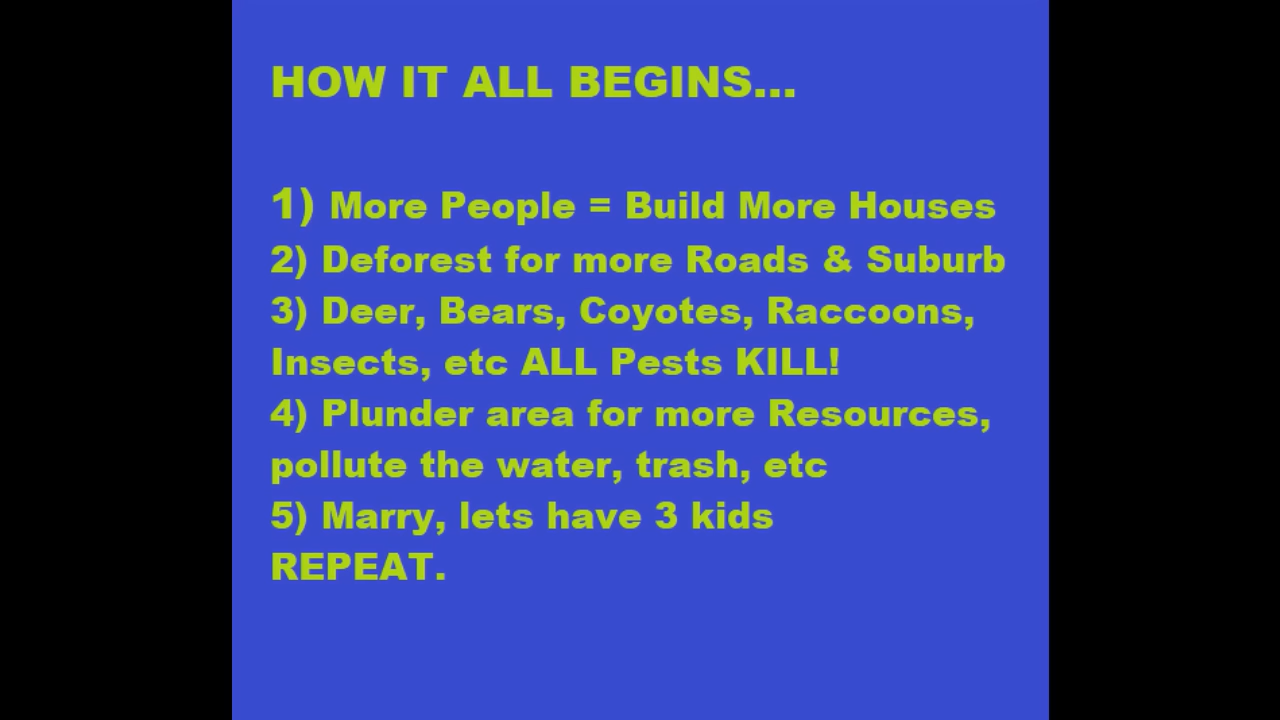 HOW IT ALL BEGINS...
1) More People = Build More Houses
2) Deforest for more Roads & Suburb
3) Deer, Bears, Coyotes, Raccoons,
Insects, etc ALL Pests KILL!
4) Plunder area for more Resources,
pollute the water, trash, etc
5) Marry, lets have 3 kids
REPEAT.